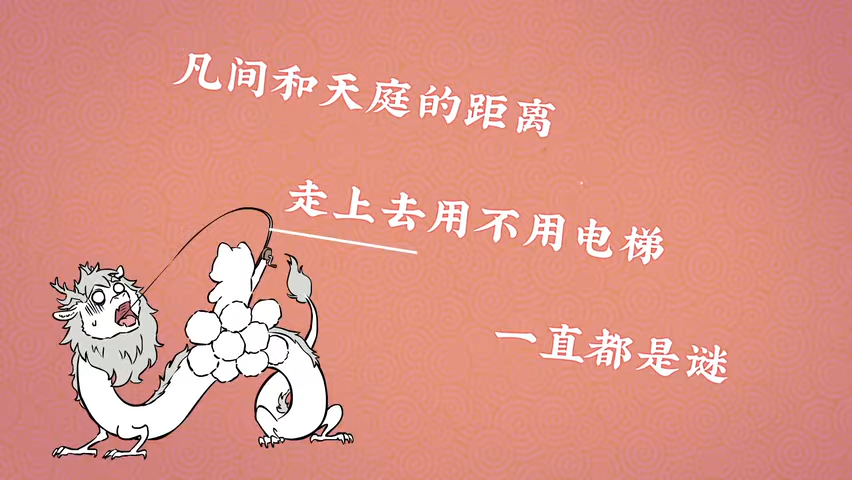 凡间和天庭的距离
走上去用不用电梯
一直都是谜